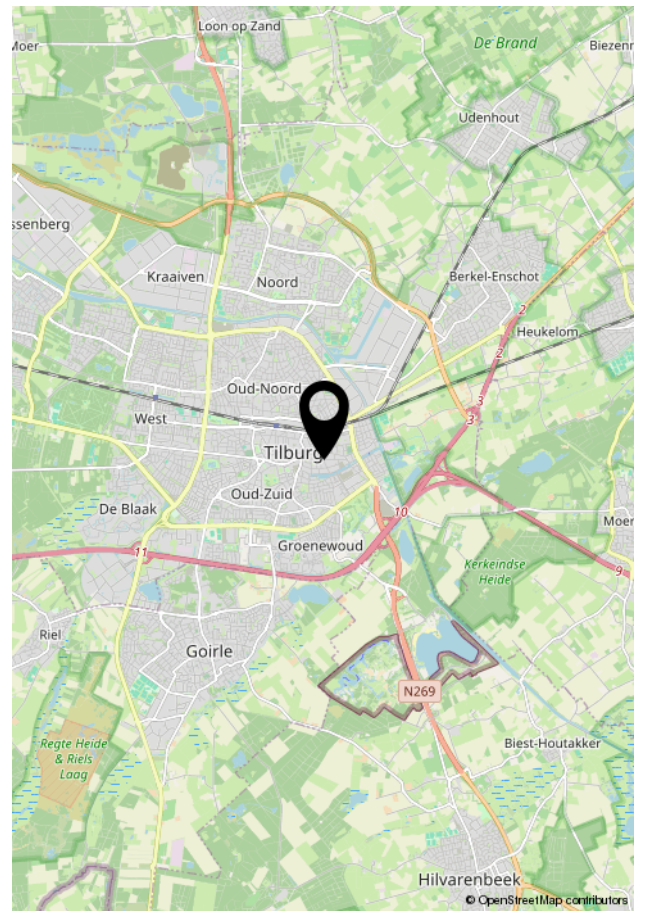 Loon op Zand
Moer
De Brand
Biezenr
Udenhout
ssenberg
Kraaiven
Noord
Berkel-Enschot
2
Heukelom
2
Oud-Noord
3
3
West
Tilburg
Oud-Zuid
De Blaak
10
Moer
Groenewoud
11
Kerkeindse
Heide
9
Riel
Goirle
N269
Regte Heide
& Riels
Laag
Biest-Houtakker
Hilvarenbeek
© OpenStreetMap contributors